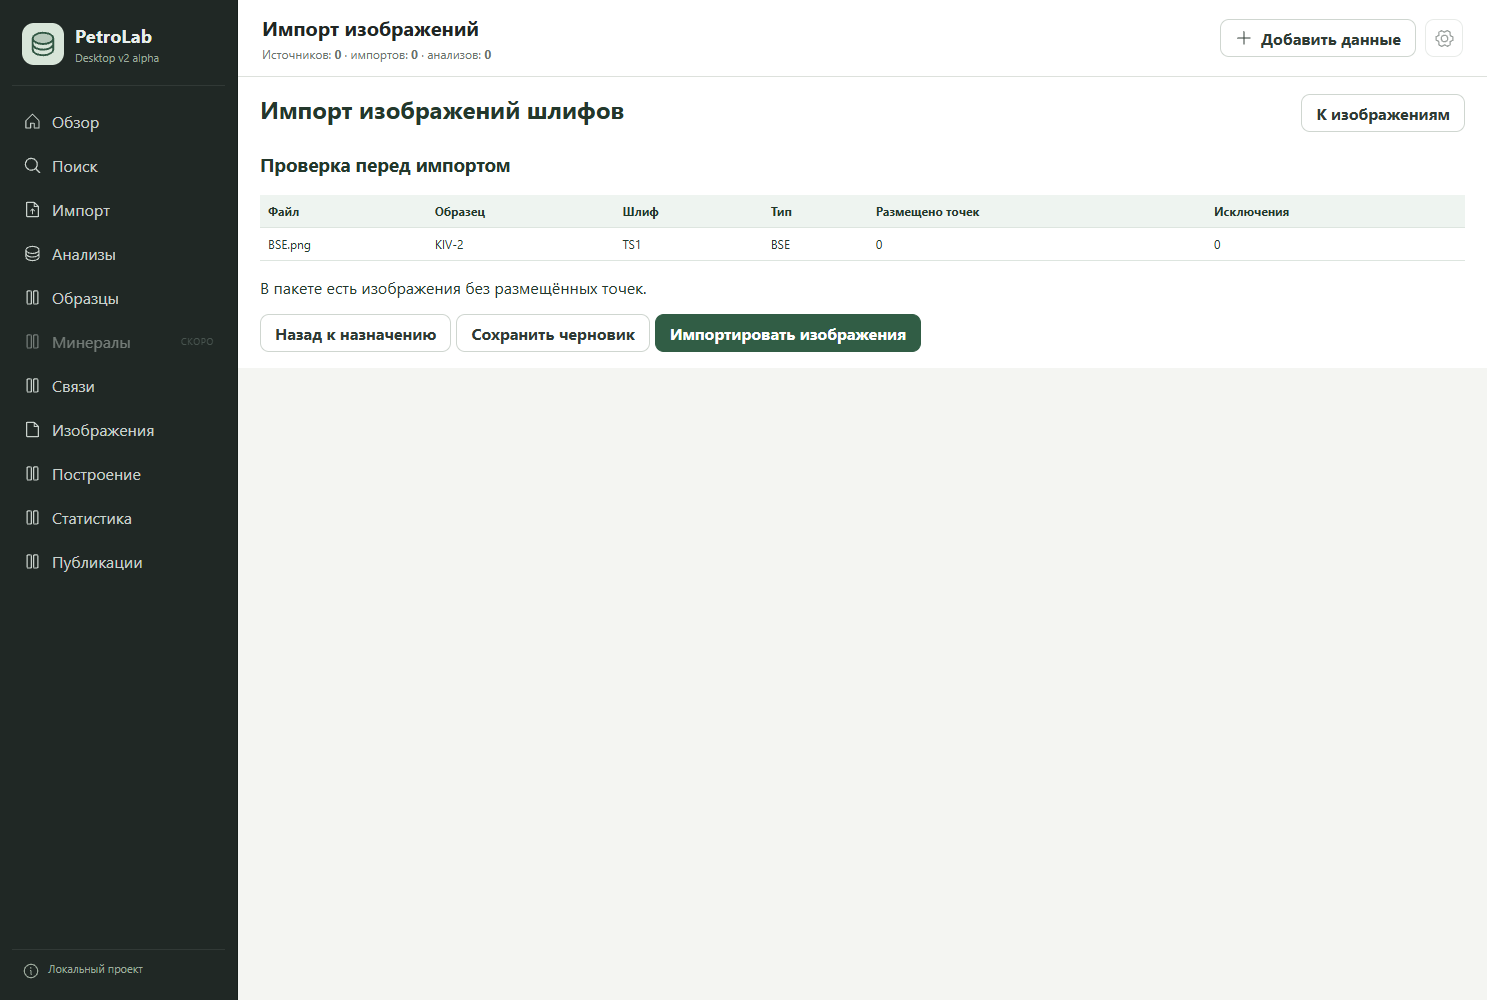 PetroLab
Desktop v2 alpha
Обзор
Поиск
Импорт
Анализы
Образцы
Минералы СКОРО
Связи
Изображения
Построение
Статистика
Публикации
Локальный проект
Импорт изображений
Источников: 0 · импортов: 0 · анализов: 0
Добавить данные
Импорт изображений шлифов
К изображениям
Проверка перед импортом
Файл Образец Шлиф Тип Размещено точек Исключения
BSE.png KIV-2 TS1 BSE 0 0
В пакете есть изображения без размещённых точек.
Назад к назначению Сохранить черновик Импортировать изображения